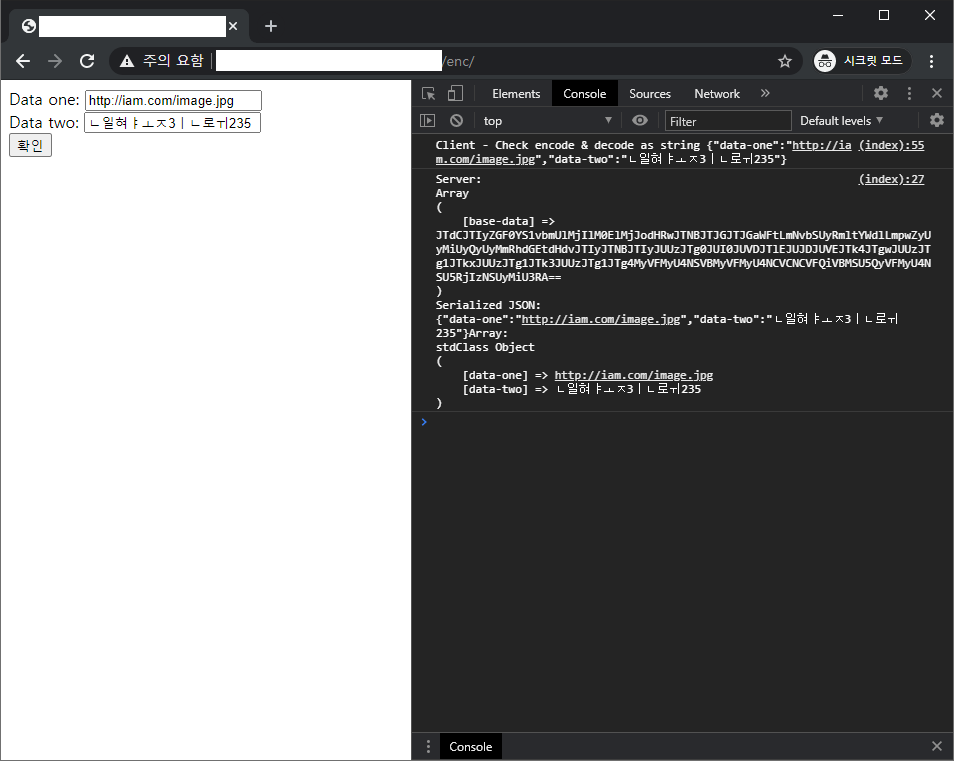 주의 요함
/enc/
시크릿 모드
Data one: http://iam.com/image.jpg
Data two: ㄴ일혀ㅑㅗㅈ3ㅣㄴ로ㅟ235
확인
Elements Console Sources Network »
top Filter Default levels
Client - Check encode & decode as string {"data-one":"http://ia (index):55
m.com/image.jpg","data-two":"ㄴ일혀ㅑㅗㅈ3ㅣㄴ로ㅟ235"}
Server: (index):27
Array
(
[base-data] =>
JTdCJTIyZGF0YS1vbmUlMjIlM0ElMjJodHRwJTNBJTJGJTJGaWFtLmNvbSUyRmltYWdlLmpwZyU
yMiUyQyUyMmRhdGEtdHdvJTIyJTNBJTIyJUUzJTg0JUI0JUVDJTlEJUJDJUVEJTk4JTgwJUUzJT
g1JTkxJUUzJTg1JTk3JUUzJTg1JTg4MyVFMyU4NSVBMyVFMyU4NCVCNCVFQiVBMSU5QyVFMyU4N
SU5RjIzNSUyMiU3RA==
)
Serialized JSON:
{"data-one":"http://iam.com/image.jpg","data-two":"ㄴ일혀ㅑㅗㅈ3ㅣㄴ로ㅟ
235"}Array:
stdClass Object
(
[data-one] => http://iam.com/image.jpg
[data-two] => ㄴ일혀ㅑㅗㅈ3ㅣㄴ로ㅟ235
)
Console